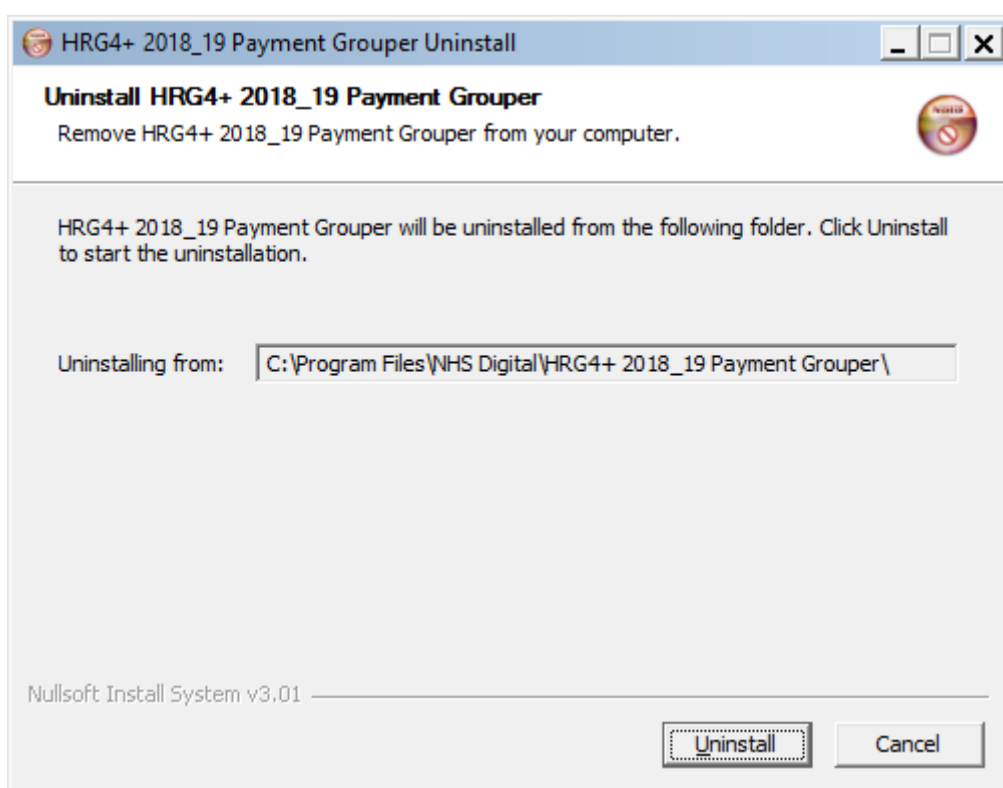 HRG4+ 2018_19 Payment Grouper Uninstall
Uninstall HRG4+ 2018_19 Payment Grouper
Remove HRG4+ 2018_19 Payment Grouper from your computer.
HRG4+ 2018_19 Payment Grouper will be uninstalled from the following folder. Click Uninstall
to start the uninstallation.
Uninstalling from: C:\Program Files\NHS Digital\HRG4+ 2018_19 Payment Grouper\
Nullsoft Install System v3.01
Uninstall Cancel